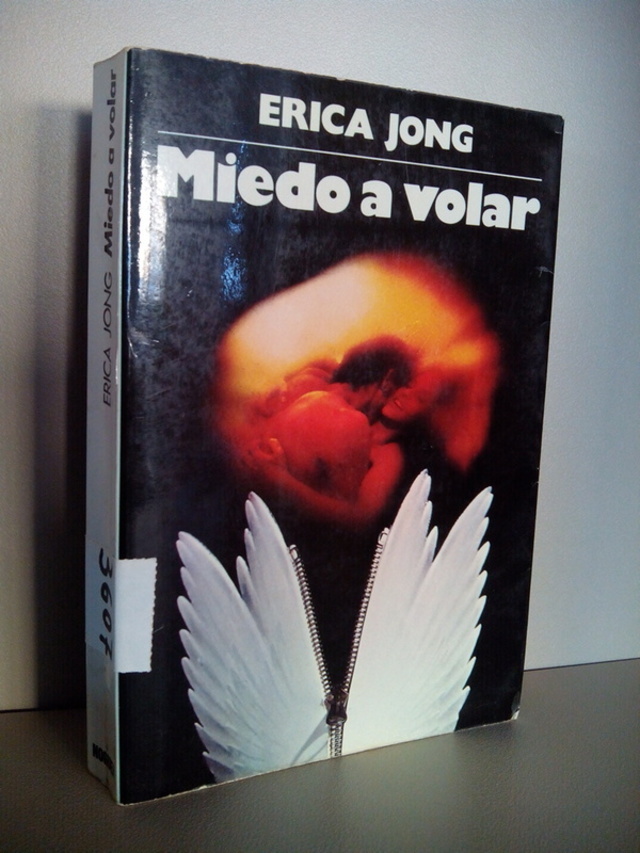 ERICA JONG
Miedo a volar
ERICA JONG Miedo a volar
3607